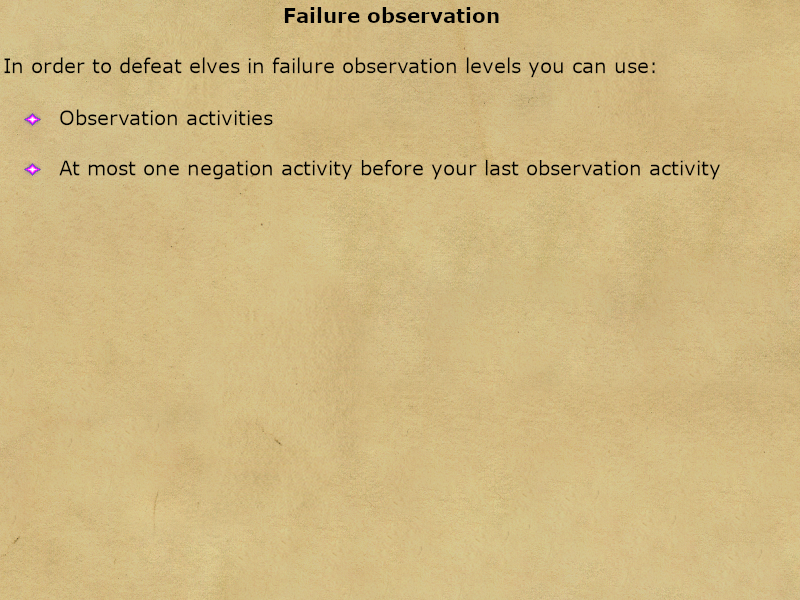 Failure observation
In order to defeat elves in failure observation levels you can use:
Observation activities
At most one negation activity before your last observation activity